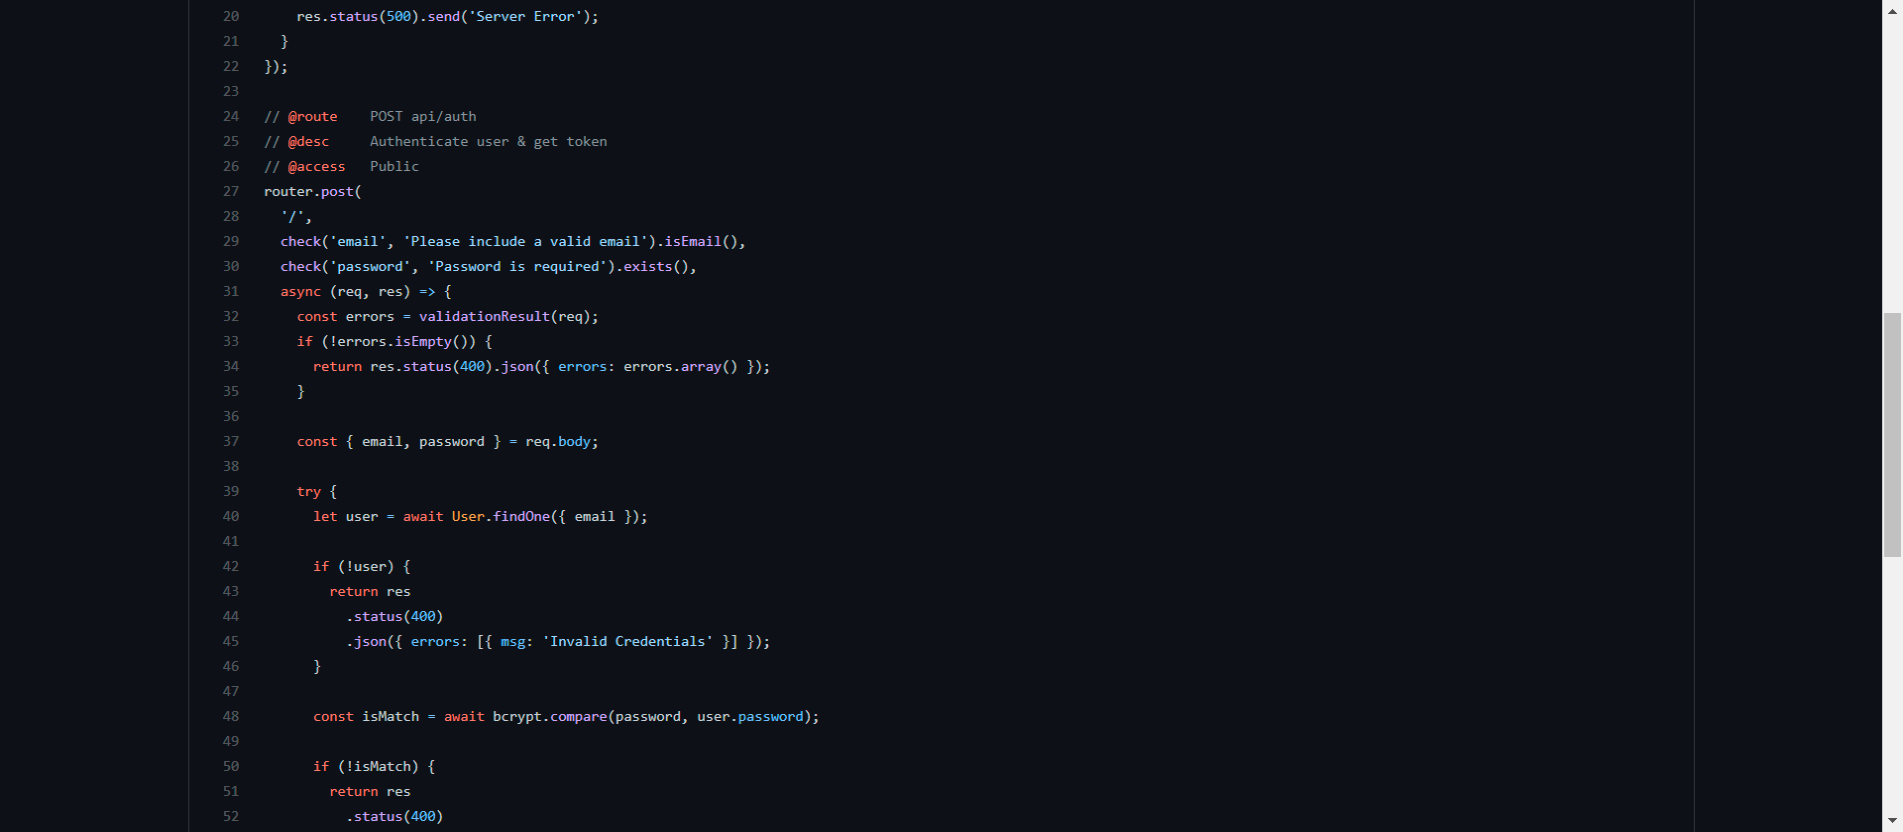 20 res.status(500).send('Server Error');
21 }
22 });
23
24 // @route POST api/auth
25 // @desc Authenticate user & get token
26 // @access Public
27 router.post(
28 '/',
29 check('email', 'Please include a valid email').isEmail(),
30 check('password', 'Password is required').exists(),
31 async (req, res) => {
32 const errors = validationResult(req);
33 if (!errors.isEmpty()) {
34 return res.status(400).json({ errors: errors.array() });
35 }
36
37 const { email, password } = req.body;
38
39 try {
40 let user = await User.findOne({ email });
41
42 if (!user) {
43 return res
44 .status(400)
45 .json({ errors: [{ msg: 'Invalid Credentials' }] });
46 }
47
48 const isMatch = await bcrypt.compare(password, user.password);
49
50 if (!isMatch) {
51 return res
52 .status(400)